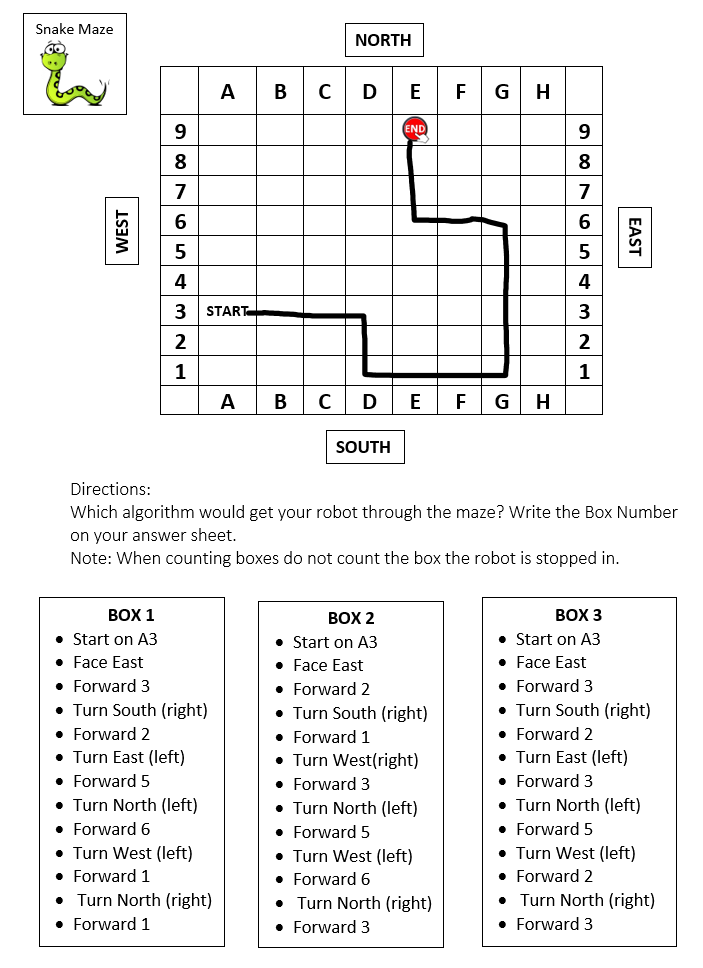 Snake Maze
NORTH
A B C D E F G H
9 END 9
8 8
7 7
WEST
6 6
EAST
5 5
4 4
3 START 3
2 2
1 1
A B C D E F G H
SOUTH
Directions:
Which algorithm would get your robot through the maze? Write the Box Number
on your answer sheet.
Note: When counting boxes do not count the box the robot is stopped in.
BOX 1
• Start on A3
• Face East
• Forward 3
• Turn South (right)
• Forward 2
• Turn East (left)
• Forward 5
• Turn North (left)
• Forward 6
• Turn West (left)
• Forward 1
• Turn North (right)
• Forward 1
BOX 2
• Start on A3
• Face East
• Forward 2
• Turn South (right)
• Forward 1
• Turn West(right)
• Forward 3
• Turn North (left)
• Forward 5
• Turn West (left)
• Forward 6
• Turn North (right)
• Forward 3
BOX 3
• Start on A3
• Face East
• Forward 3
• Turn South (right)
• Forward 2
• Turn East (left)
• Forward 3
• Turn North (left)
• Forward 5
• Turn West (left)
• Forward 2
• Turn North (right)
• Forward 3